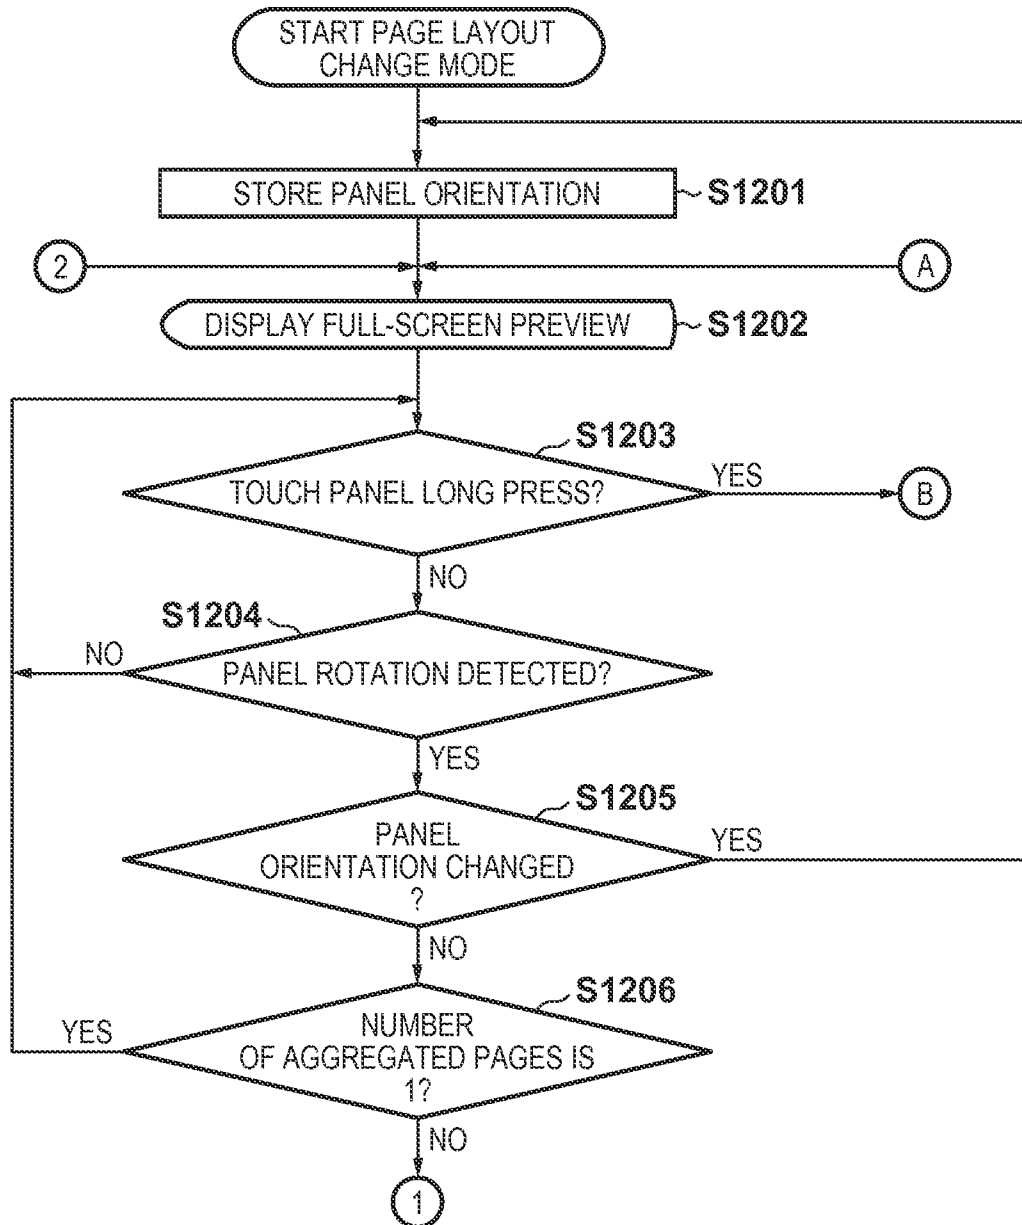 START PAGE LAYOUT
CHANGE MODE
STORE PANEL ORIENTATION
S1201
2
A
DISPLAY FULL-SCREEN PREVIEW
S1202
S1203
TOUCH PANEL LONG PRESS?
YES
B
NO
S1204
NO
PANEL ROTATION DETECTED?
YES
S1205
PANEL
ORIENTATION CHANGED
?
YES
NO
S1206
YES
NUMBER
OF AGGREGATED PAGES IS
1?
NO
1